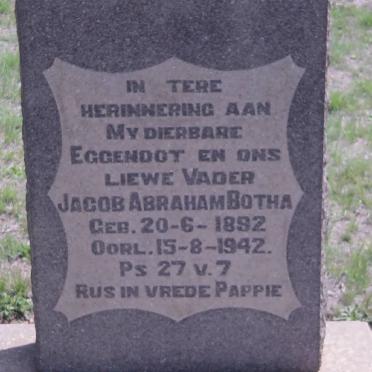 IN TERE
HERINNERING AAN
MY DIERBARE
EGGENOOT EN ONS
LIEWE VADER
JACOB ABRAHAM BOTHA
GEB. 20-6-1892
OORL. 15-8-1942.
PS 27 V. 7
RUS IN VREDE PAPPIE